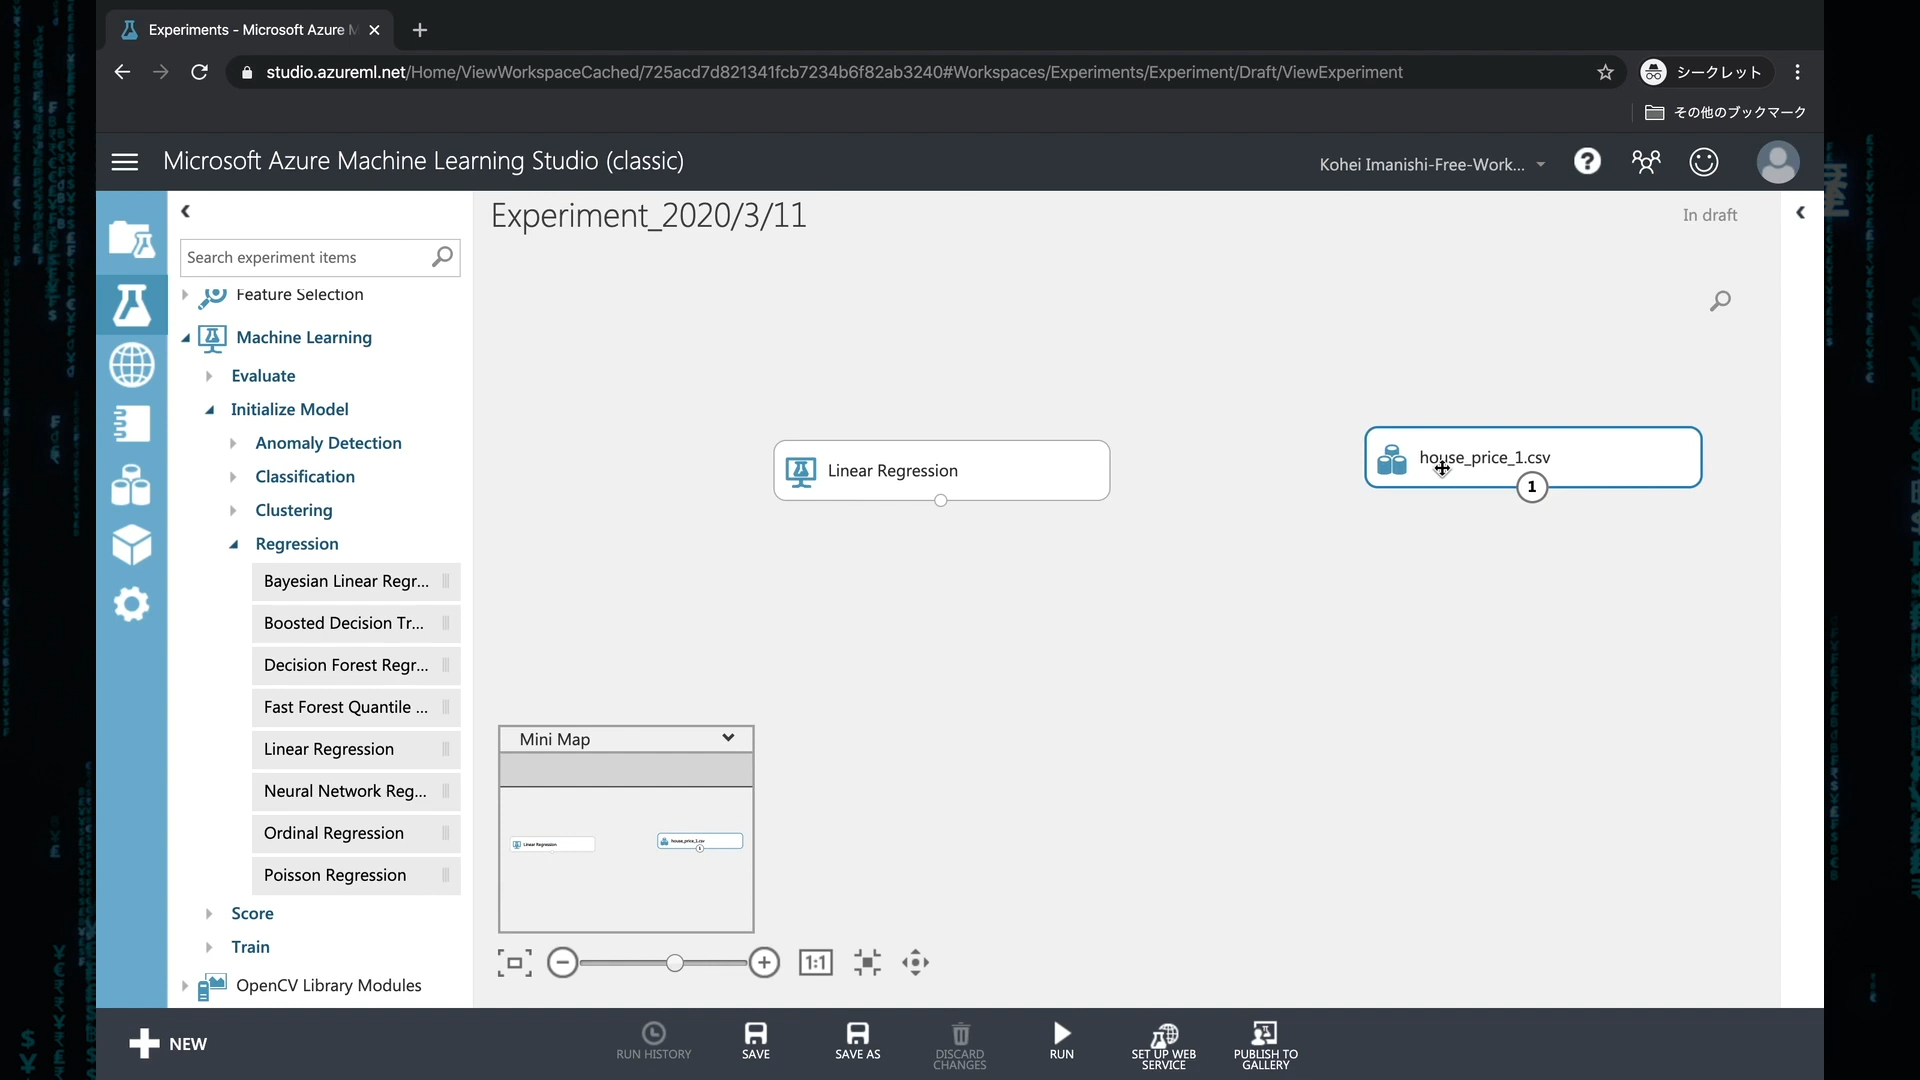 Experiments - Microsoft Azure M
studio.azureml.net/Home/ViewWorkspaceCached/725acd7d821341fcb7234b6f82ab3240#Workspaces/Experiments/Experiment/Draft/ViewExperiment
シークレット
その他のブックマーク
Microsoft Azure Machine Learning Studio (classic)
Kohei Imanishi-Free-Work...
Experiment_2020/3/11
In draft
Search experiment items
Feature Selection
Machine Learning
Evaluate
Initialize Model
Anomaly Detection
Classification
Clustering
Regression
Bayesian Linear Regr...
Boosted Decision Tr...
Decision Forest Regr...
Fast Forest Quantile ...
Linear Regression
Neural Network Reg...
Ordinal Regression
Poisson Regression
Score
Train
OpenCV Library Modules
Linear Regression
house_price_1.csv
1
Mini Map
Linear Regression
house_price_1.csv
1:1
NEW
RUN HISTORY
SAVE
SAVE AS
DISCARD
CHANGES
RUN
SET UP WEB
SERVICE
PUBLISH TO
GALLERY